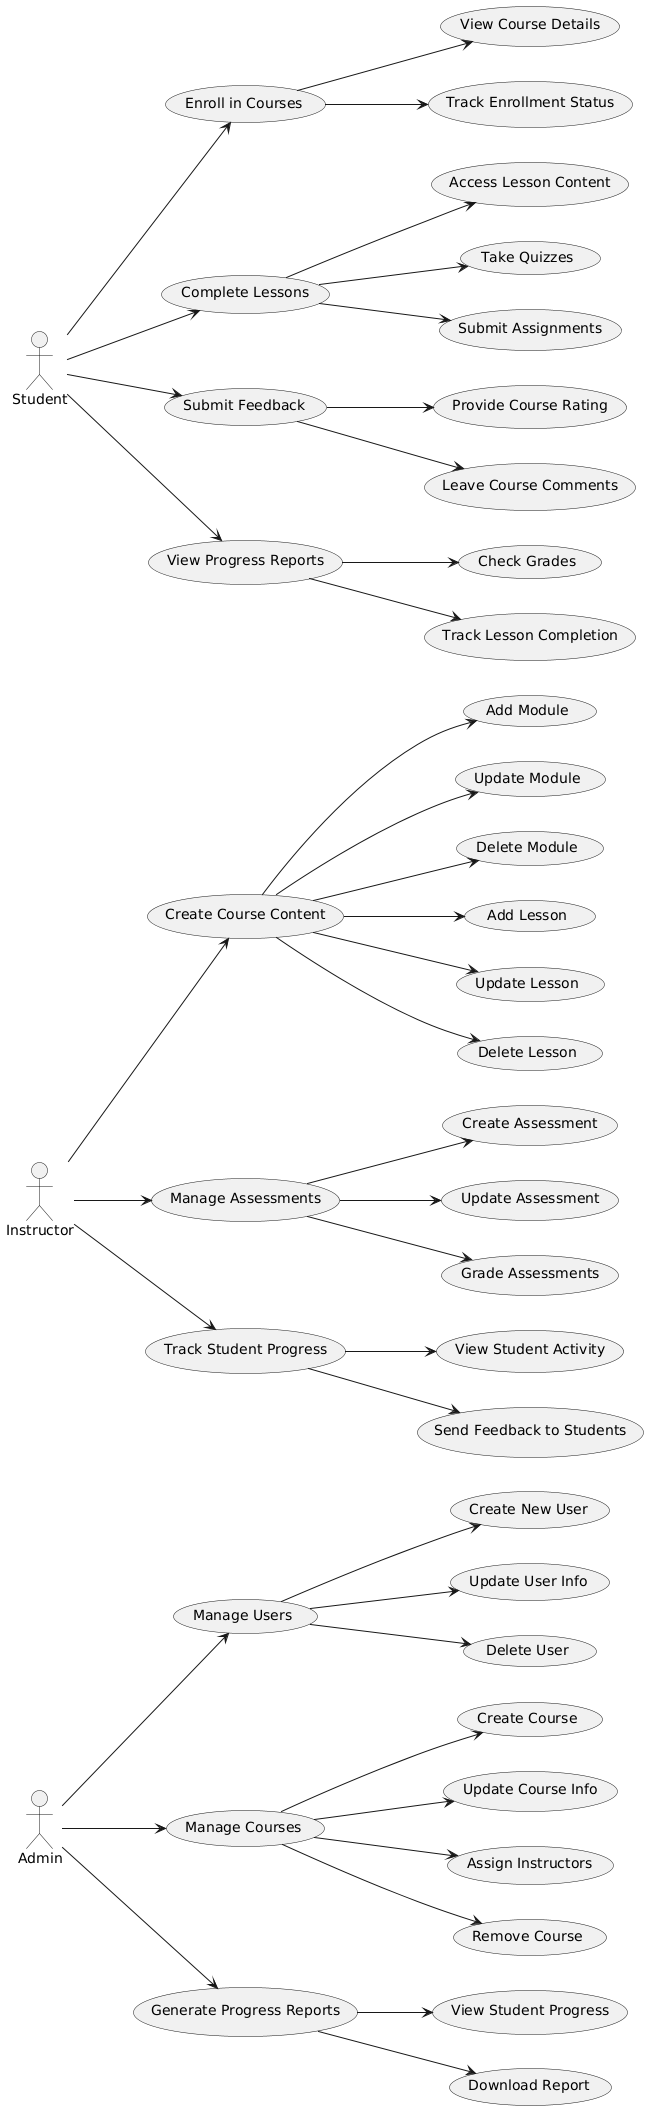 View Course Details
Enroll in Courses
Track Enrollment Status
Access Lesson Content
Take Quizzes
Complete Lessons
Submit Assignments
Student
Submit Feedback
Provide Course Rating
Leave Course Comments
View Progress Reports
Check Grades
Track Lesson Completion
Add Module
Update Module
Delete Module
Create Course Content
Add Lesson
Update Lesson
Delete Lesson
Create Assessment
Manage Assessments
Update Assessment
Instructor
Grade Assessments
Track Student Progress
View Student Activity
Send Feedback to Students
Create New User
Update User Info
Manage Users
Delete User
Create Course
Update Course Info
Manage Courses
Admin
Assign Instructors
Remove Course
Generate Progress Reports
View Student Progress
Download Report